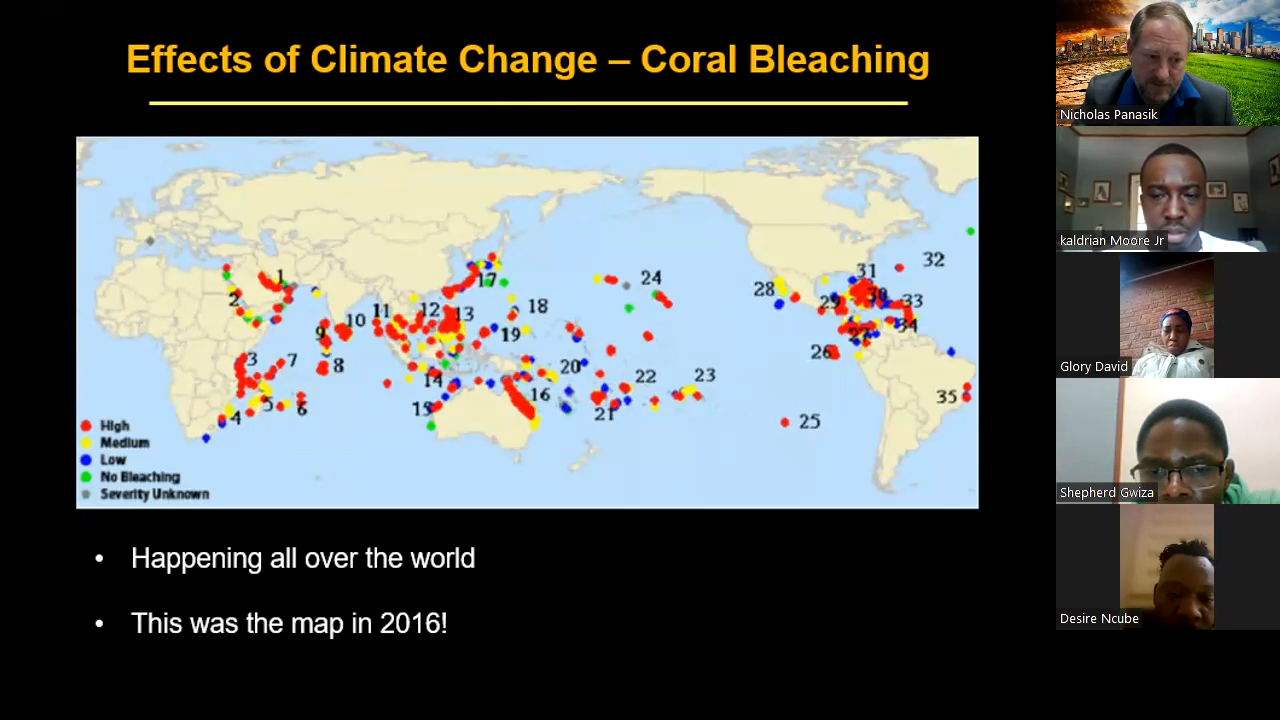 Effects of Climate Change – Coral Bleaching
1
2
3
4
5
6
7
8
9
10
11
12
13
14
15
16
17
18
19
20
21
22
23
24
25
26
27
28
29
30
31
32
33
34
35
High
Medium
Low
No Bleaching
Severity Unknown
• Happening all over the world
• This was the map in 2016!
Nicholas Panasik
kaldrian Moore Jr
Glory David
Shepherd Gwiza
Desire Ncube